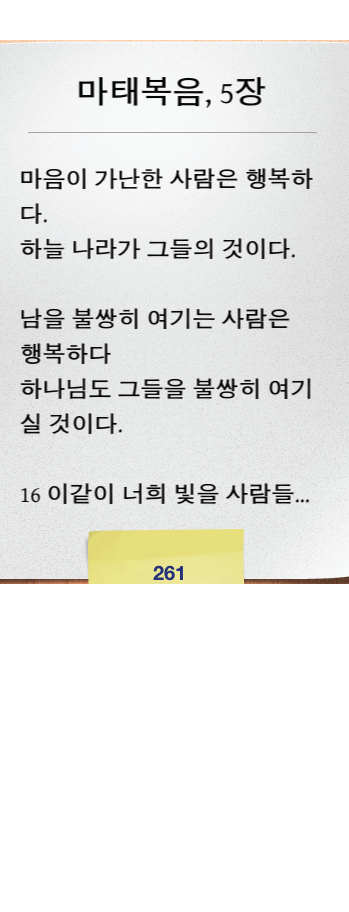 마태복음, 5장
마음이 가난한 사람은 행복하
다.
하늘 나라가 그들의 것이다.
남을 불쌍히 여기는 사람은
행복하다
하나님도 그들을 불쌍히 여기
실 것이다.
16 이같이 너희 빛을 사람들...
261